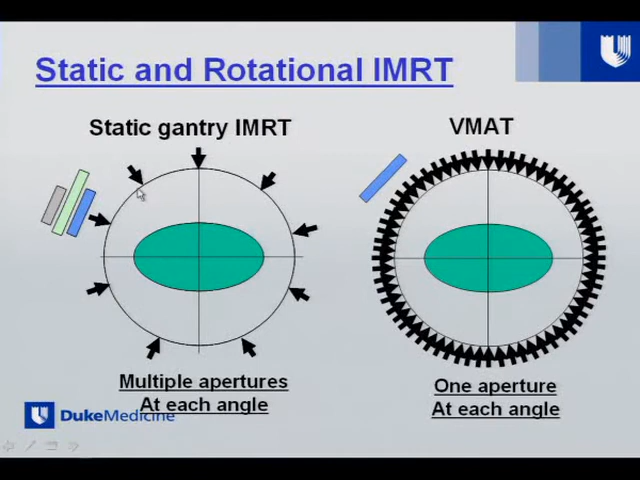 Static and Rotational IMRT
Static gantry IMRT
VMAT
Multiple apertures
At each angle
One aperture
At each angle
DukeMedicine